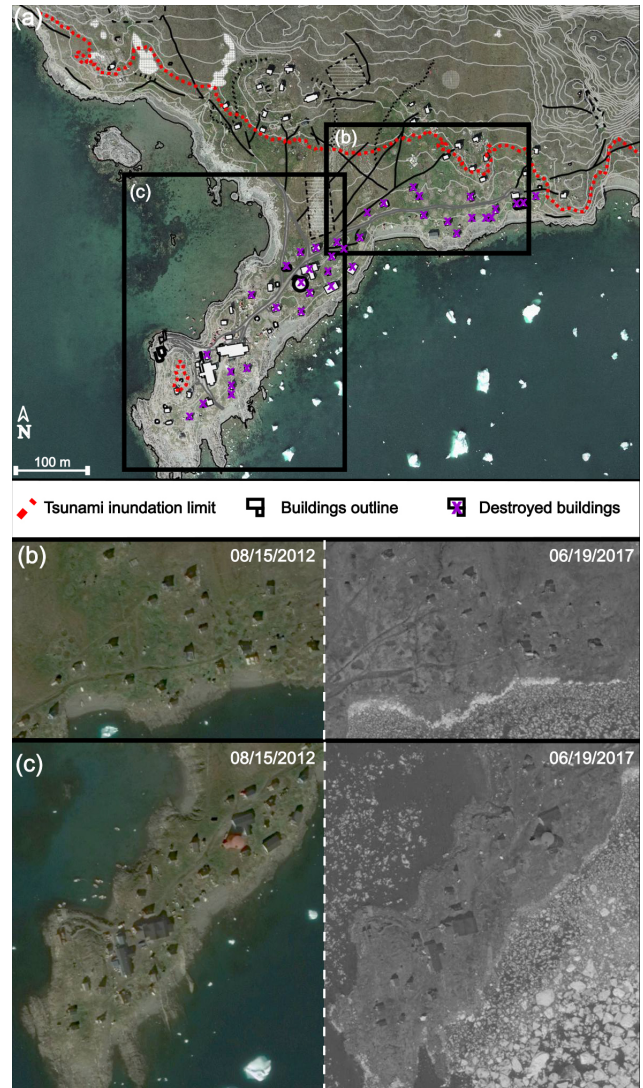 (a)
(b)
(c)
N
100 m
Tsunami inundation limit
Buildings outline
Destroyed buildings
(b)
08/15/2012
06/19/2017
(c)
08/15/2012
06/19/2017